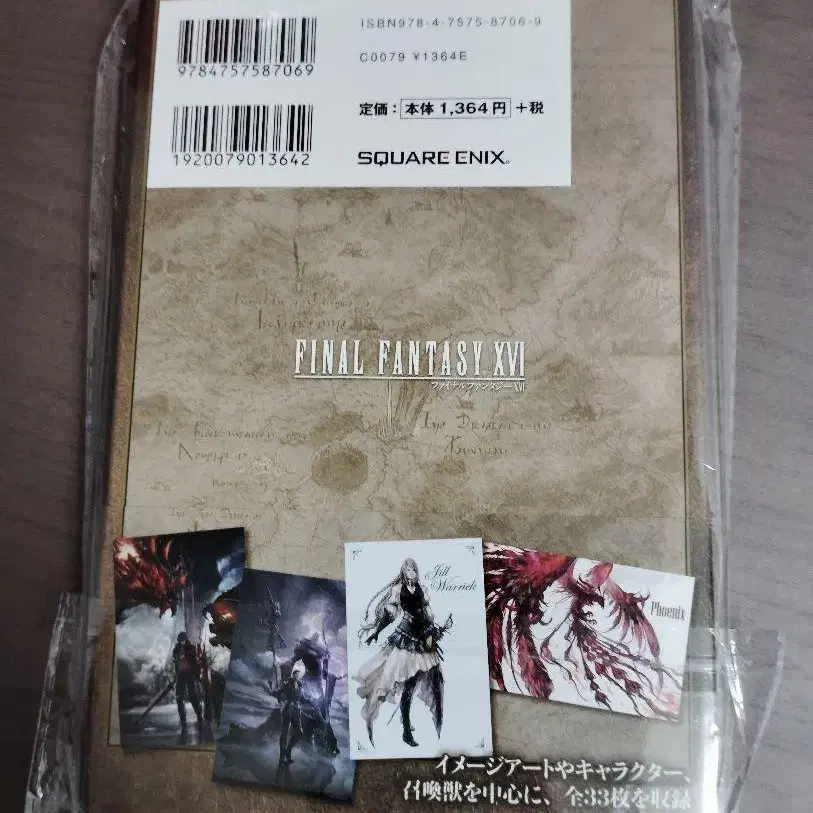 ISBN978-4-7575-8706-9
9784757587069
C0079 ¥1364E
定価：本体1,364円＋税
1920079013642
SQUARE ENIX®
FINAL FANTASY XVI
ファイナルファンタジーXVI
Jill
Warrick
Phoenix
イメージアートやキャラクター、
召喚獣を中心に、全33枚を収録